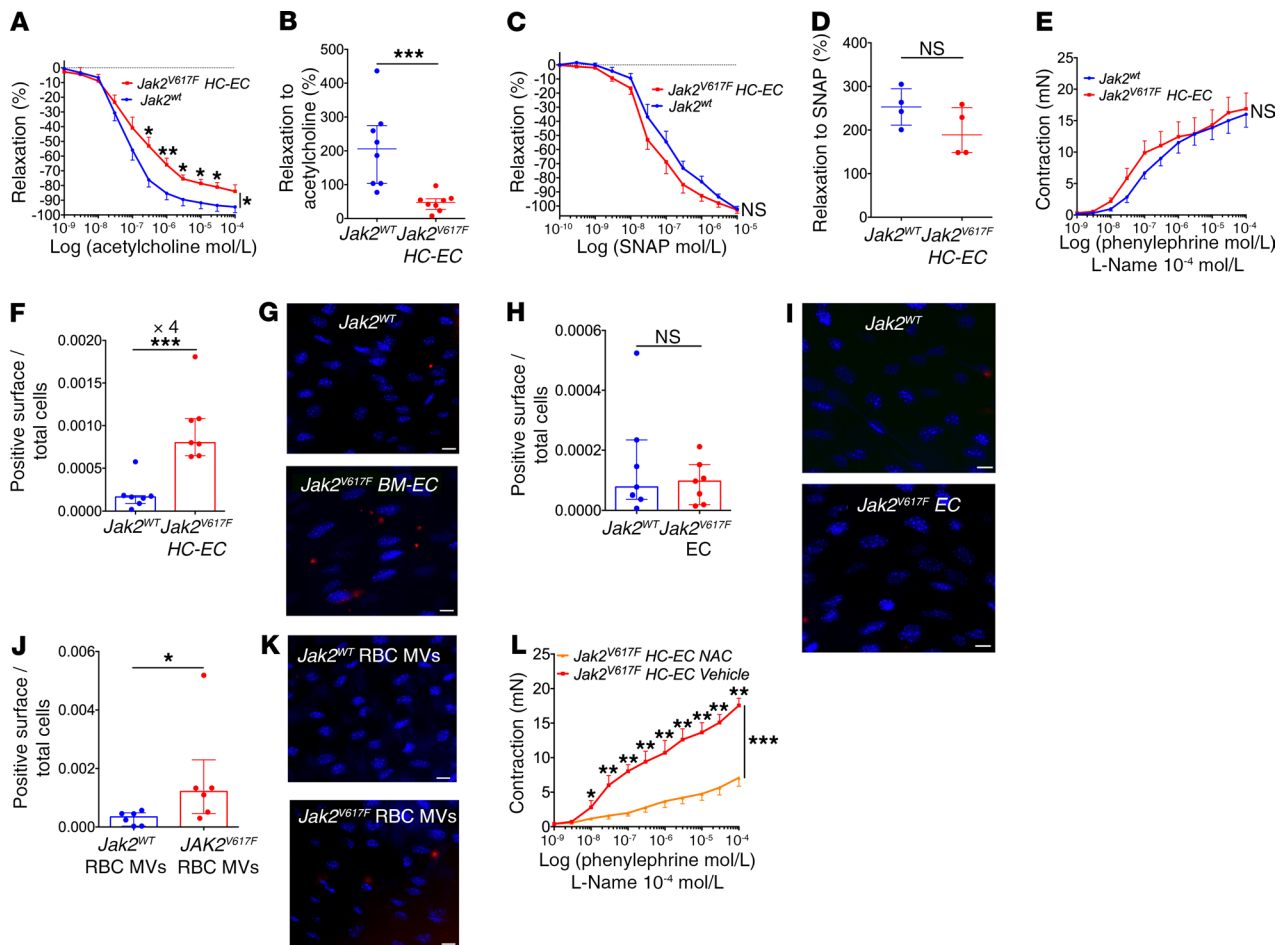 A
Relaxation (%)
0
-10
-20
-30
-40
-50
-60
-70
-80
-90
-100
Jak2V617F HC-EC
Jak2wt
*
**
*
*
*
*
10-9 10-8 10-7 10-6 10-5 10-4
Log (acetylcholine mol/L)
B
Relaxation to
acetylcholine (%)
500
400
300
200
100
0
***
Jak2WT Jak2V617F
HC-EC
C
Relaxation (%)
0
-10
-20
-30
-40
-50
-60
-70
-80
-90
-100
Jak2V617F HC-EC
Jak2wt
NS
10-10 10-9 10-8 10-7 10-6 10-5
Log (SNAP mol/L)
D
Relaxation to SNAP (%)
400
300
200
100
0
NS
Jak2WT Jak2V617F
HC-EC
E
Contraction (mN)
25
20
15
10
5
0
Jak2wt
Jak2V617F HC-EC
NS
10-9 10-8 10-7 10-6 10-5 10-4
Log (phenylephrine mol/L)
L-Name 10-4 mol/L
F
Positive surface /
total cells
0.0020
0.0015
0.0010
0.0005
0.0000
× 4
***
Jak2WT Jak2V617F
HC-EC
G
Jak2WT
Jak2V617F BM-EC
H
Positive surface /
total cells
0.0006
0.0004
0.0002
0.0000
NS
Jak2WT Jak2V617F
EC
I
Jak2WT
Jak2V617F EC
J
Positive surface /
total cells
0.006
0.004
0.002
0.000
*
Jak2WT JAK2V617F
RBC MVs RBC MVs
K
Jak2WT RBC MVs
Jak2V617F RBC MVs
L
Contraction (mN)
25
20
15
10
5
0
Jak2V617F HC-EC NAC
Jak2V617F HC-EC Vehicle
*
**
**
**
**
**
**
**
**
***
10-9 10-8 10-7 10-6 10-5 10-4
Log (phenylephrine mol/L)
L-Name 10-4 mol/L